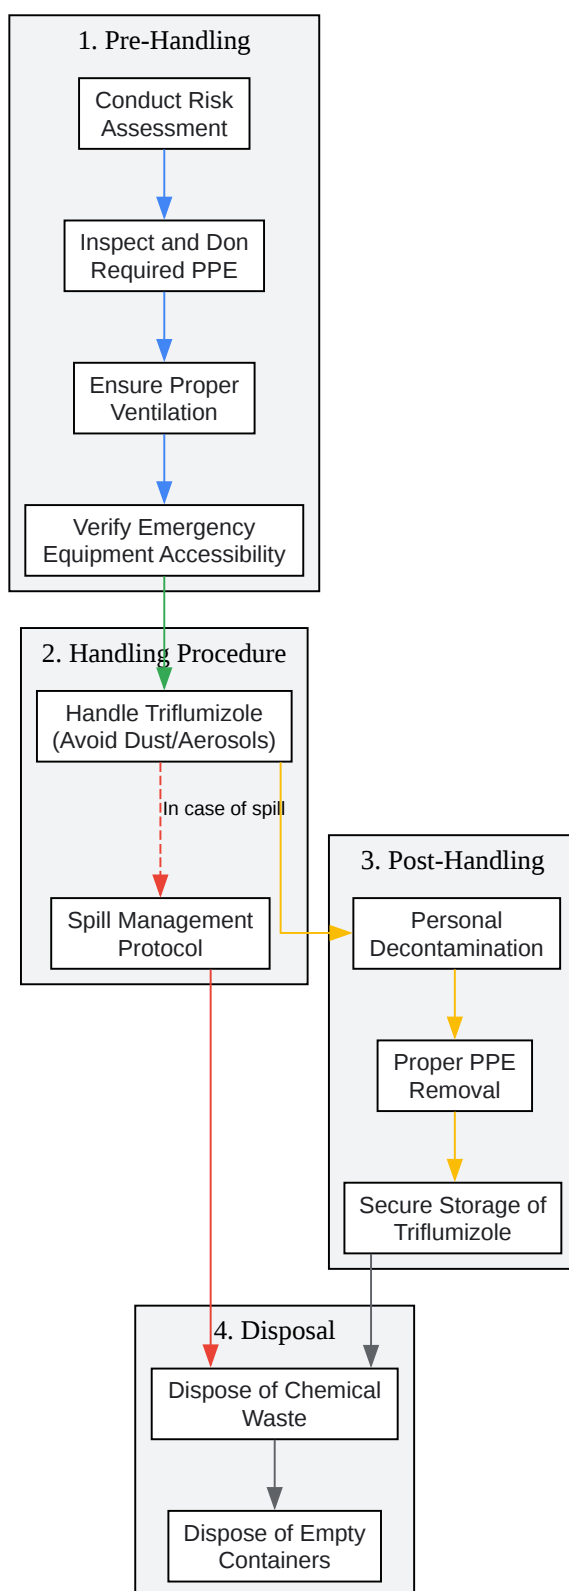 1. Pre-Handling
Conduct Risk
Assessment
Inspect and Don
Required PPE
Ensure Proper
Ventilation
Verify Emergency
Equipment Accessibility
2. Handling Procedure
Handle Triflumizole
(Avoid Dust/Aerosols)
In case of spill
Spill Management
Protocol
3. Post-Handling
Personal
Decontamination
Proper PPE
Removal
Secure Storage of
Triflumizole
4. Disposal
Dispose of Chemical
Waste
Dispose of Empty
Containers